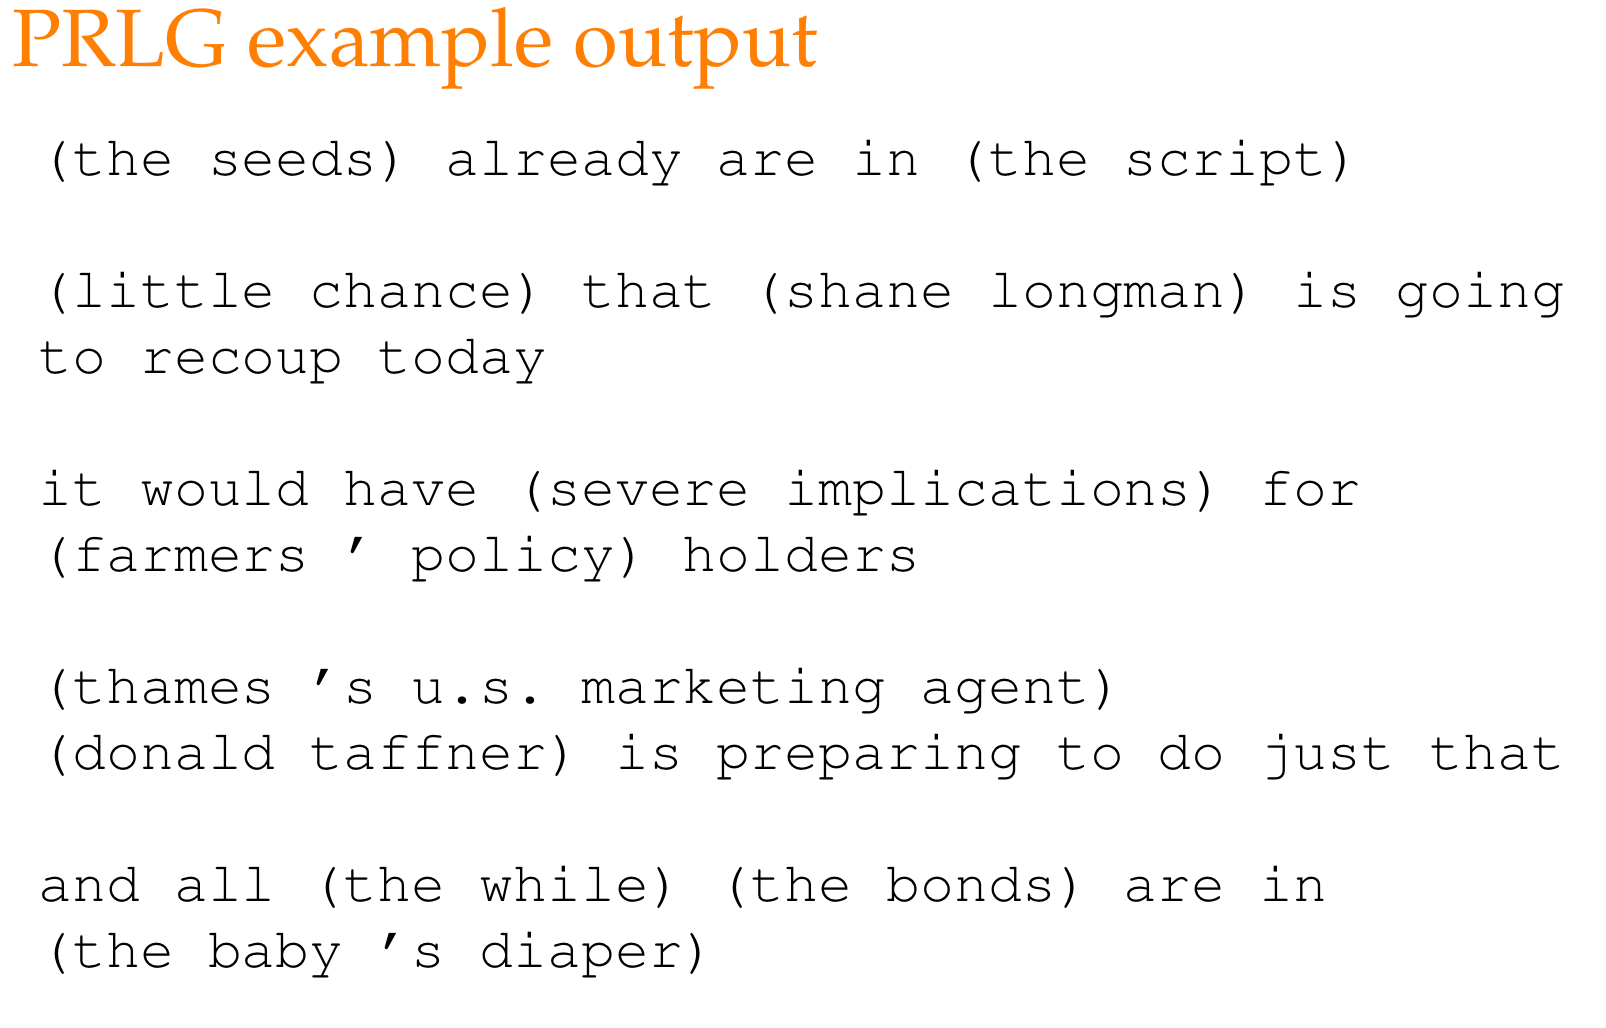 PRLG example output
(the seeds) already are in (the script)
(little chance) that (shane longman) is going
to recoup today
it would have (severe implications) for
(farmers ’ policy) holders
(thames ’s u.s. marketing agent)
(donald taffner) is preparing to do just that
and all (the while) (the bonds) are in
(the baby ’s diaper)